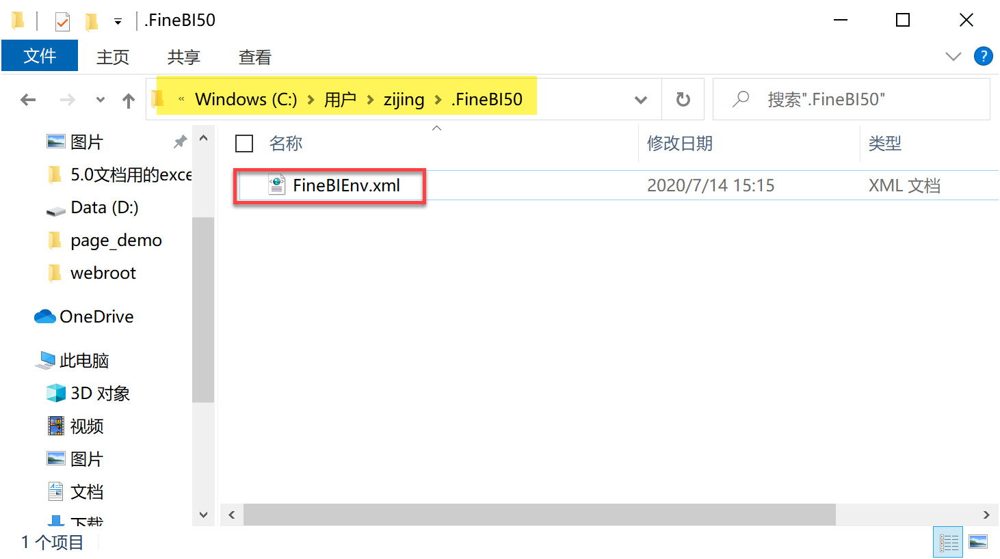 .FineBI50
文件 主页 共享 查看
« Windows (C:) > 用户 > zijing > .FineBI50
搜索".FineBI50"
名称 修改日期 类型
FineBIEnv.xml 2020/7/14 15:15 XML 文档
图片
5.0文档用的exce
Data (D:)
page_demo
webroot
OneDrive
此电脑
3D 对象
视频
图片
文档
下载
1 个项目